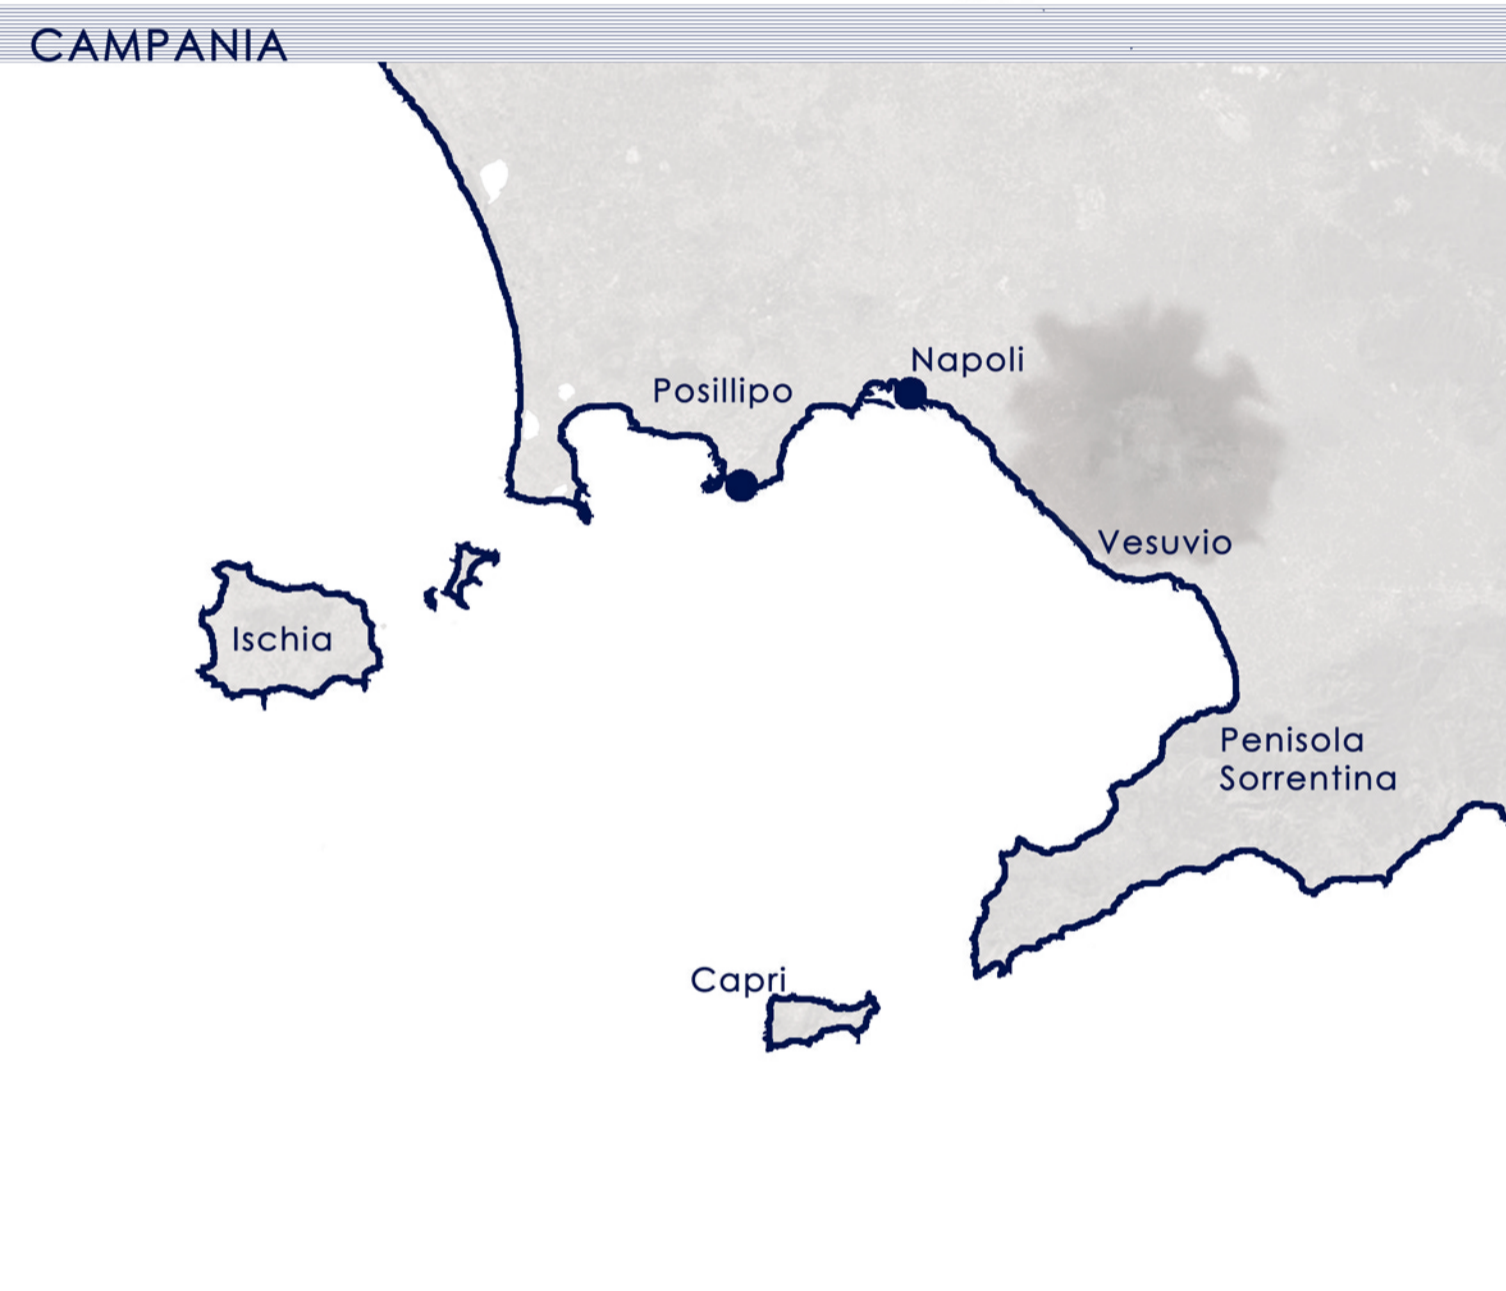 CAMPANIA
Napoli
Posillipo
Vesuvio
Ischia
Penisola
Sorrentina
Capri